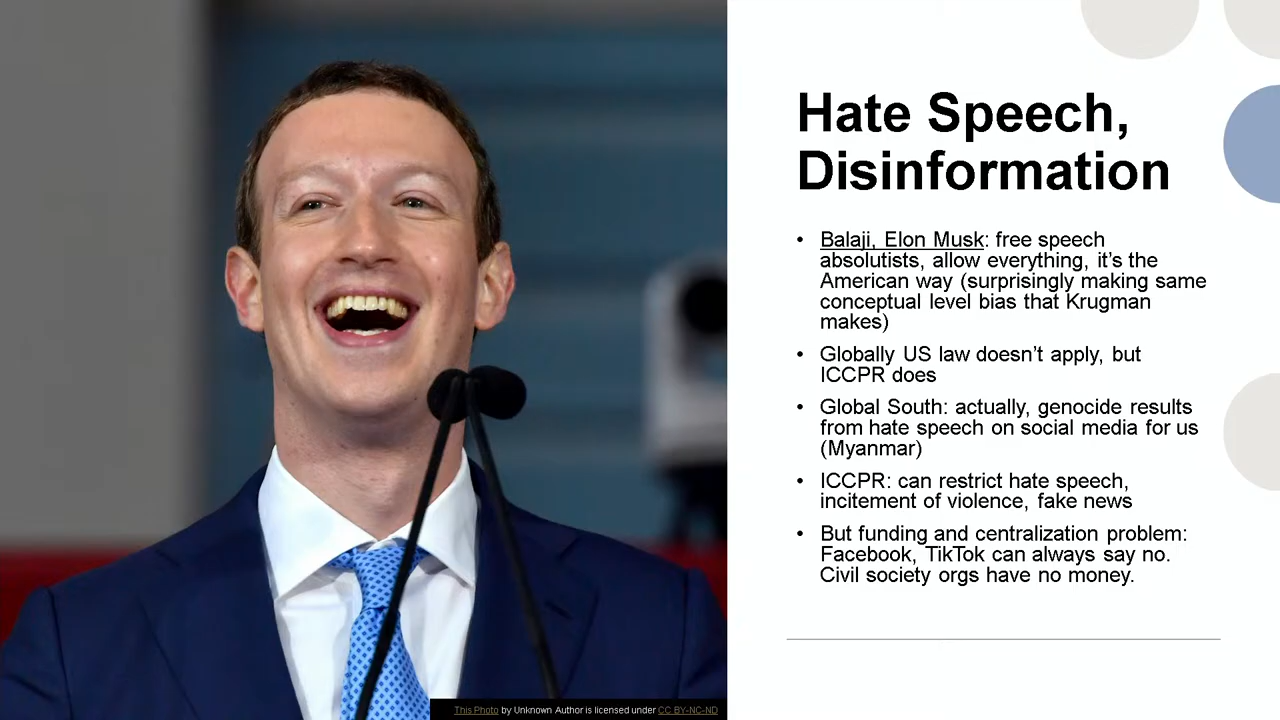 Hate Speech,
Disinformation
• Balaji, Elon Musk: free speech
absolutists, allow everything, it's the
American way (surprisingly making same
conceptual level bias that Krugman
makes)
• Globally US law doesn't apply, but
ICCPR does
• Global South: actually, genocide results
from hate speech on social media for us
(Myanmar)
• ICCPR: can restrict hate speech,
incitement of violence, fake news
• But funding and centralization problem:
Facebook, TikTok can always say no.
Civil society orgs have no money.
This Photo by Unknown Author is licensed under CC BY-NC-ND